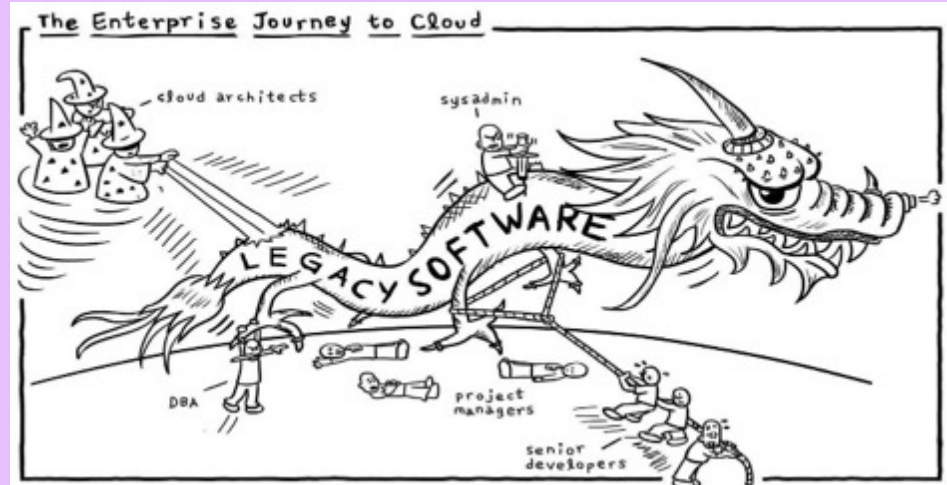 The Enterprise Journey to Cloud
cloud architects
sysadmin
LEGACY SOFTWARE
DBA
project
managers
senior
developers